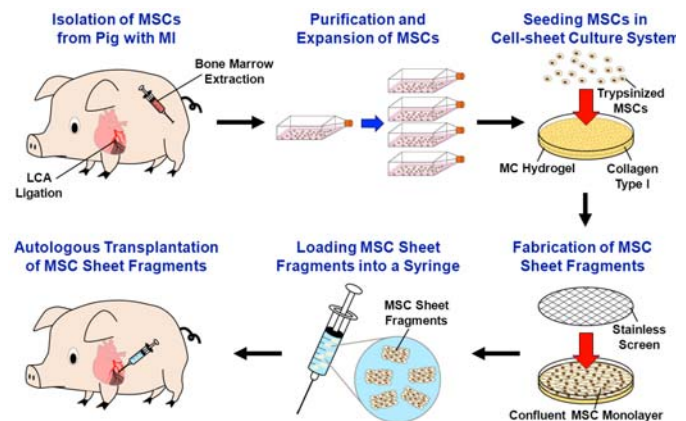 Isolation of MSCs
from Pig with MI
Bone Marrow
Extraction
LCA
Ligation
Purification and
Expansion of MSCs
Seeding MSCs in
Cell-sheet Culture System
Trypsinized
MSCs
MC Hydrogel
Collagen
Type I
Autologous Transplantation
of MSC Sheet Fragments
Loading MSC Sheet
Fragments into a Syringe
MSC Sheet
Fragments
Fabrication of MSC
Sheet Fragments
Stainless
Screen
Confluent MSC Monolayer